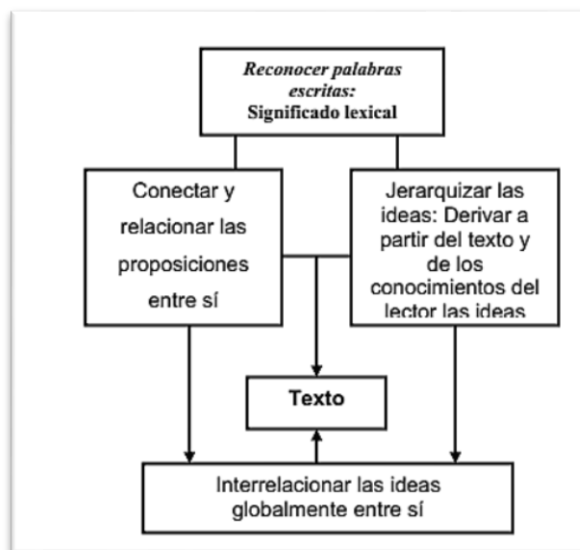 Reconocer palabras
escritas:
Significado lexical
Conectar y
relacionar las
proposiciones
entre sí
Jerarquizar las
ideas: Derivar a
partir del texto y
de los
conocimientos del
lector las ideas
Texto
Interrelacionar las ideas
globalmente entre sí